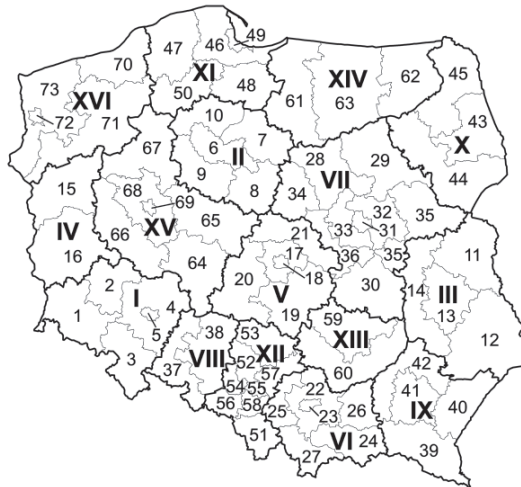 49
47 46
70
73 XI XIV 62 45
XVI 50 48 61 63
72 71 10 43
67 6 7 28 29 X
II VII
15 68 9 8 34 44
69 32
IV XV 65 33 31 35
66 21
16 64 17 36 35 11
20 18 30 14 III
2 I 4 V 13
1 5 19 59 12
38 53 XIII
3 VIII 52 XII 60 42
37 57
54 55 22 41 40
56 58 25 26 IX
23
51 VI 24 39
27